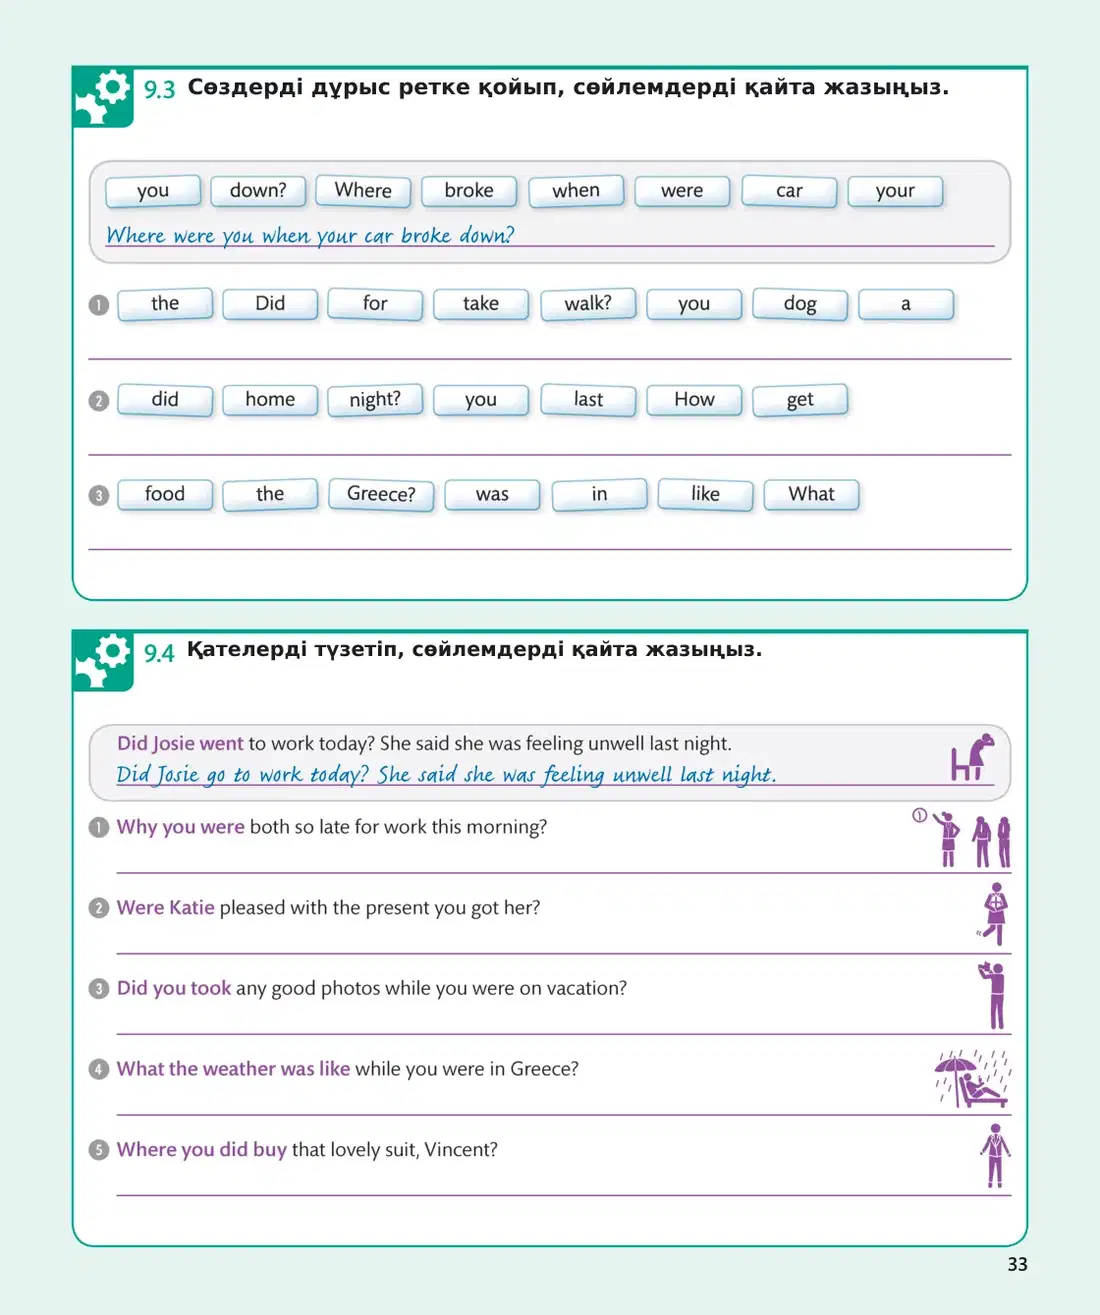 9.3 Сөздерді дұрыс ретке қойып, сөйлемдерді қайта жазыңыз.
you down? Where broke when were car your
Where were you when your car broke down?
1 the Did for take walk? you dog a
2 did home night? you last How get
3 food the Greece? was in like What
9.4 Қателерді түзетіп, сөйлемдерді қайта жазыңыз.
Did Josie went to work today? She said she was feeling unwell last night.
Did Josie go to work today? She said she was feeling unwell last night.
1 Why you were both so late for work this morning?
2 Were Katie pleased with the present you got her?
3 Did you took any good photos while you were on vacation?
4 What the weather was like while you were in Greece?
5 Where you did buy that lovely suit, Vincent?
33